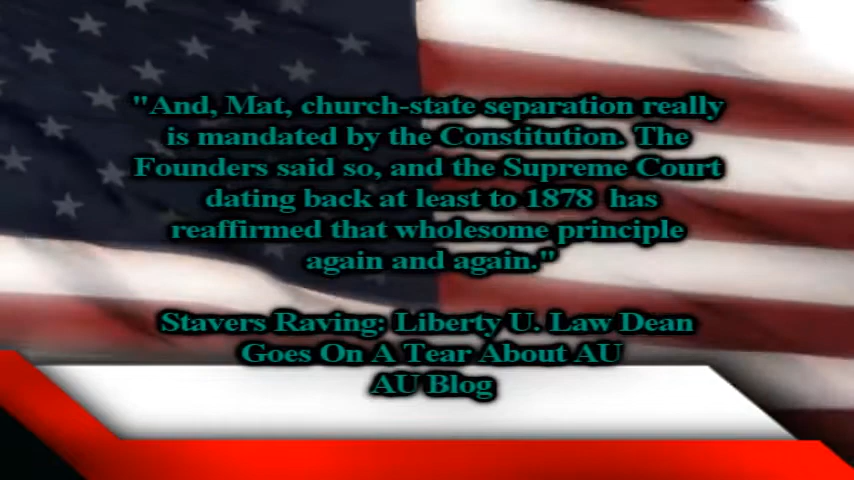 "And, Mat, church-state separation really
is mandated by the Constitution. The
Founders said so, and the Supreme Court
dating back at least to 1878 has
reaffirmed that wholesome principle
again and again."
Stavers Raving: Liberty U. Law Dean
Goes On A Tear About AU
AU Blog